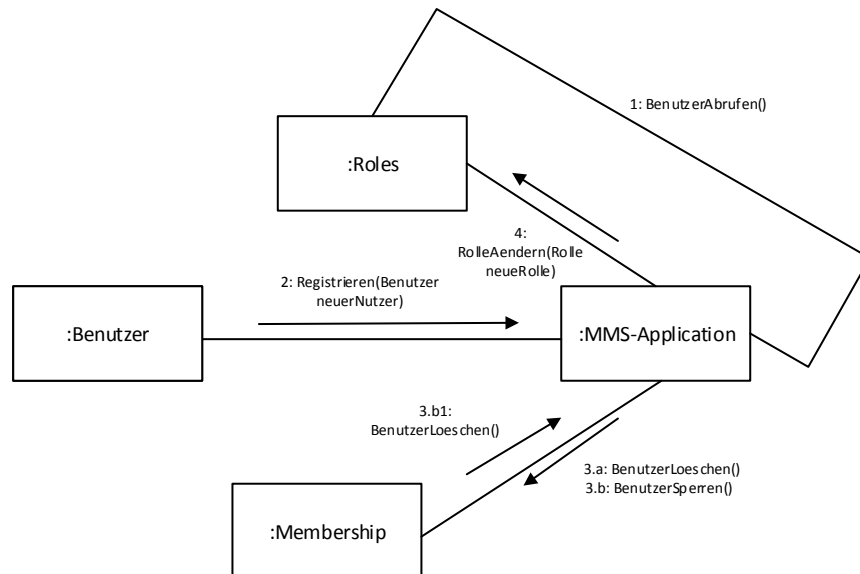 1: BenutzerAbrufen()
:Roles
4:
RolleAendern(Rolle
neueRolle)
2: Registrieren(Benutzer
neuerNutzer)
:Benutzer
:MMS-Application
3.b1:
BenutzerLoeschen()
3.a: BenutzerLoeschen()
3.b: BenutzerSperren()
:Membership